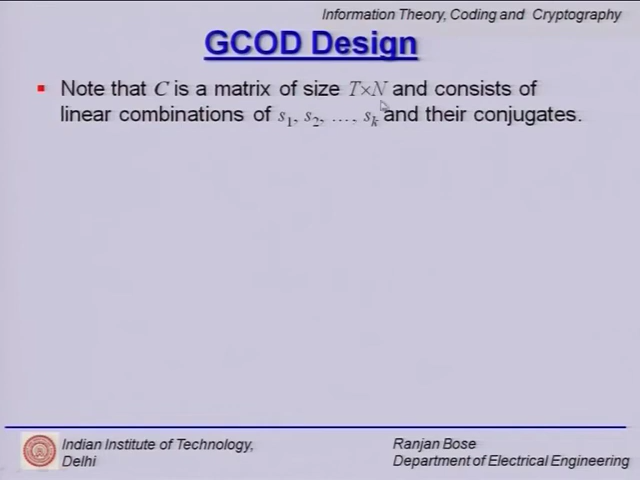 Information Theory, Coding and Cryptography
GCOD Design
Note that C is a matrix of size T×N and consists of
linear combinations of s1, s2, …, sk and their conjugates.
Indian Institute of Technology,
Delhi
Ranjan Bose
Department of Electrical Engineering